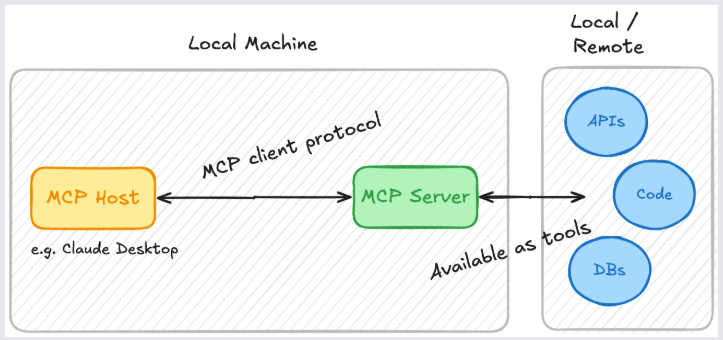 Local Machine
Local /
Remote
MCP client protocol
MCP Host
MCP Server
e.g. Claude Desktop
Available as tools
APIs
Code
DBs